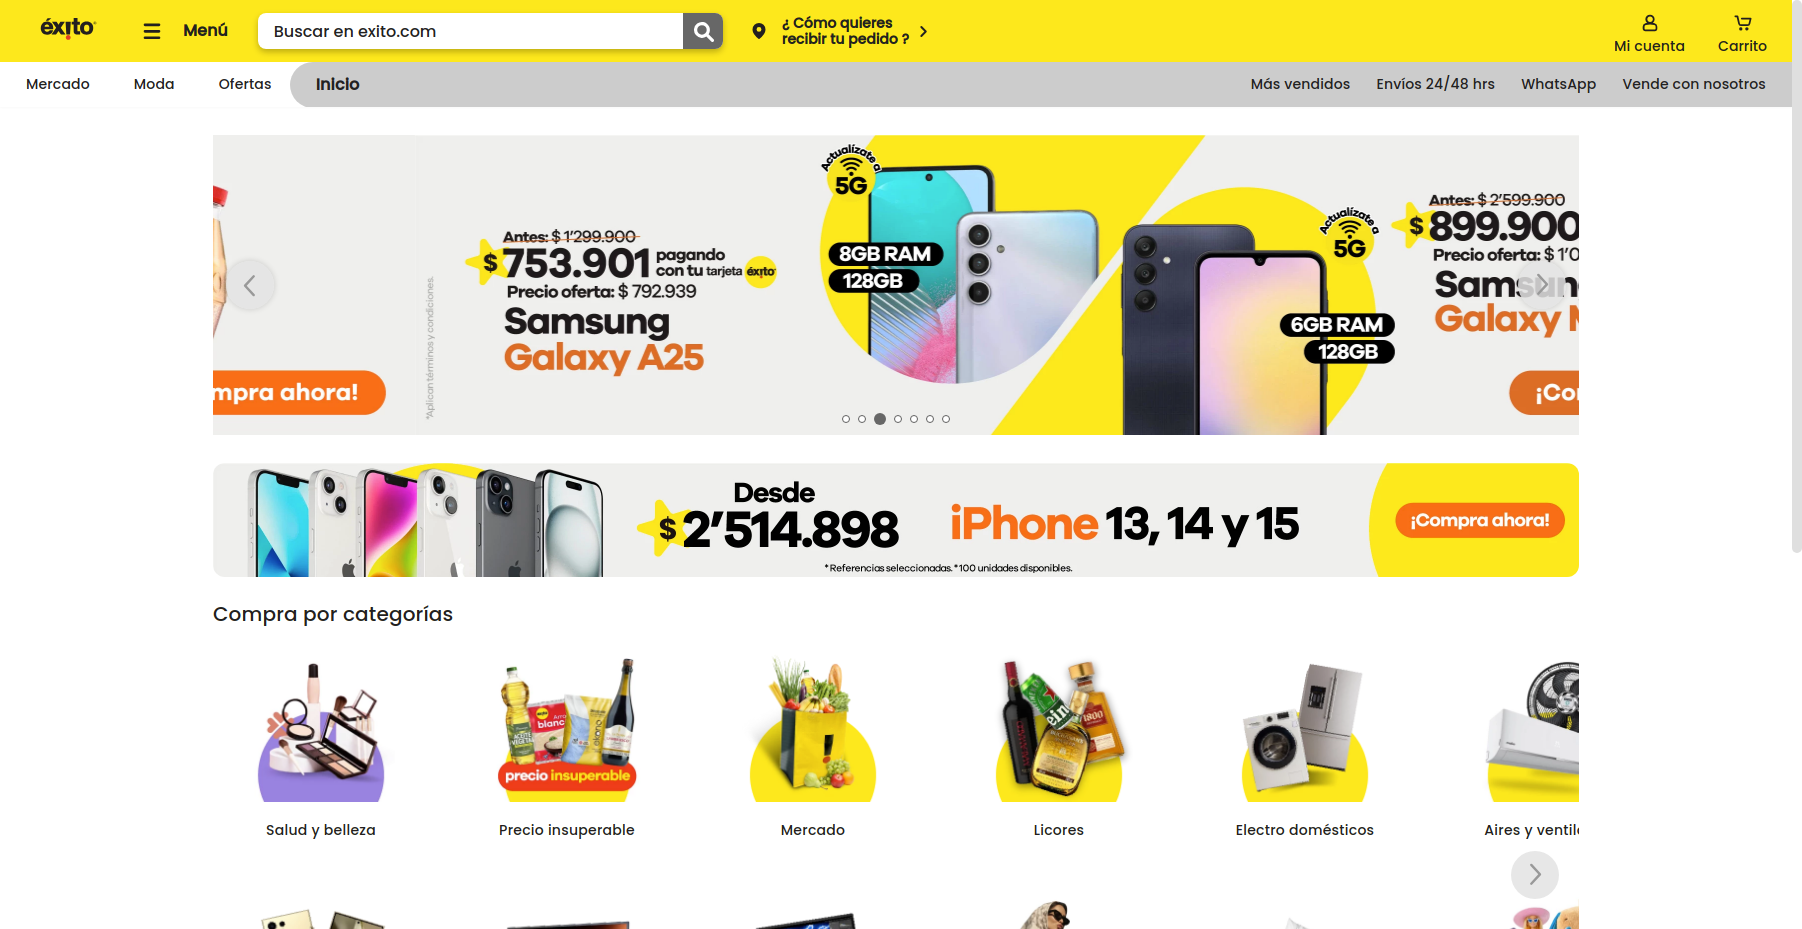 éxito
Menú
Buscar en exito.com
¿ Cómo quieres
recibir tu pedido ?
Mi cuenta
Carrito
Mercado
Moda
Ofertas
Inicio
Más vendidos
Envíos 24/48 hrs
WhatsApp
Vende con nosotros
mpra ahora!
*Aplican términos y condiciones.
Antes: $ 1'299.900
$ 753.901 pagando
con tu tarjeta éxito
Precio oferta: $ 792.939
Samsung
Galaxy A25
Actualízate a
5G
8GB RAM
128GB
Actualízate a
5G
6GB RAM
128GB
Antes: $ 2'599.900
$ 899.900
Precio oferta: $ 1'0
Samsun
Galaxy M
¡Co
Desde
$ 2'514.898
iPhone 13, 14 y 15
¡Compra ahora!
*Referencias seleccionadas. *100 unidades disponibles.
Compra por categorías
precio insuperable
1800
Salud y belleza
Precio insuperable
Mercado
Licores
Electro domésticos
Aires y ventil